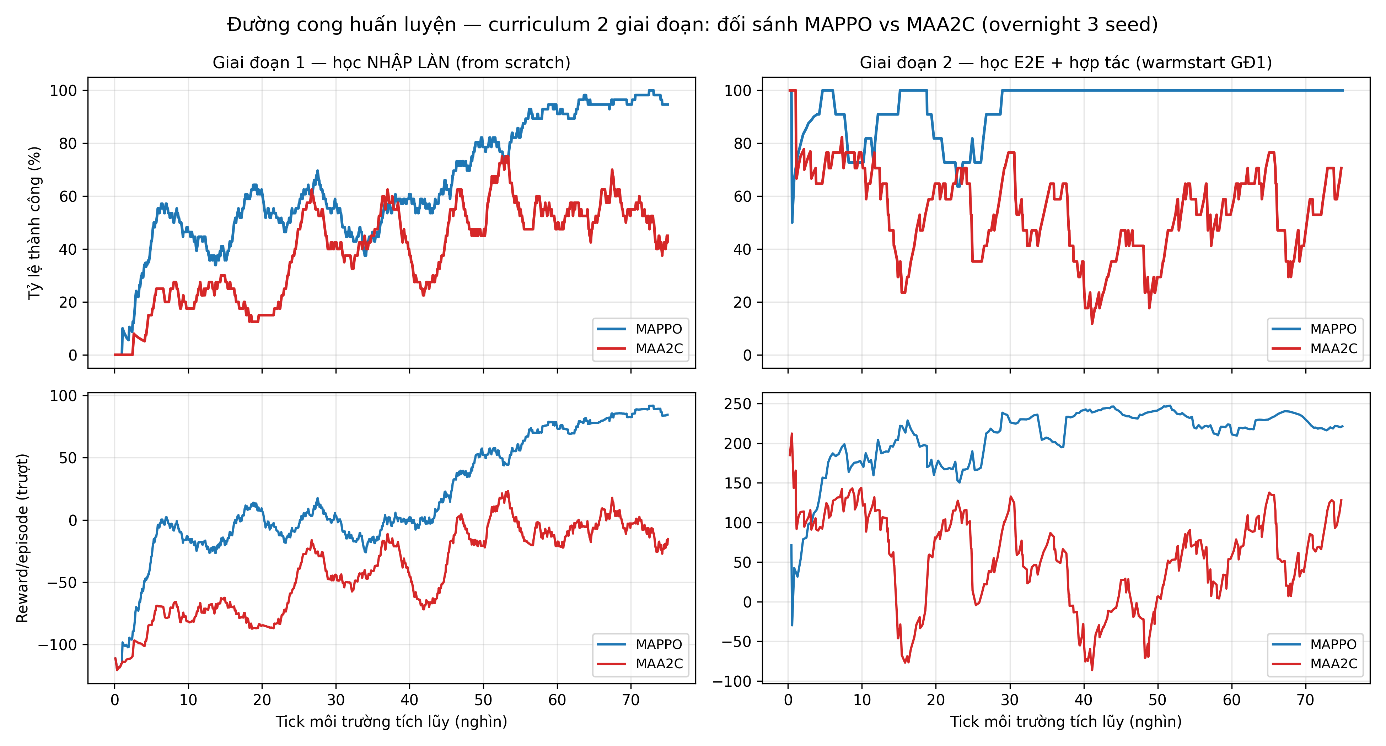 Đường cong huấn luyện — curriculum 2 giai đoạn: đối sánh MAPPO vs MAA2C (overnight 3 seed)
Giai đoạn 1 — học NHẬP LÀN (from scratch)
Tỷ lệ thành công (%)
100
80
60
40
20
0
MAPPO
MAA2C
Giai đoạn 2 — học E2E + hợp tác (warmstart GĐ1)
100
80
60
40
20
0
MAPPO
MAA2C
Reward/episode (trượt)
100
50
0
−50
−100
MAPPO
MAA2C
0 10 20 30 40 50 60 70
Tick môi trường tích lũy (nghìn)
250
200
150
100
50
0
−50
−100
MAPPO
MAA2C
0 10 20 30 40 50 60 70
Tick môi trường tích lũy (nghìn)